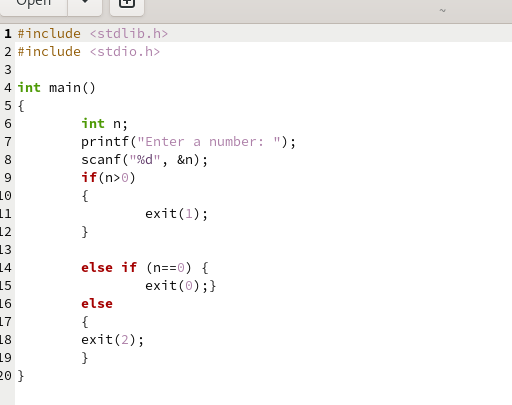 Open
1 #include <stdlib.h>
2 #include <stdio.h>
3
4 int main()
5 {
6         int n;
7         printf("Enter a number: ");
8         scanf("%d", &n);
9         if(n>0)
10         {
11                 exit(1);
12         }
13
14         else if (n==0) {
15                 exit(0);}
16         else
17         {
18         exit(2);
19         }
20 }